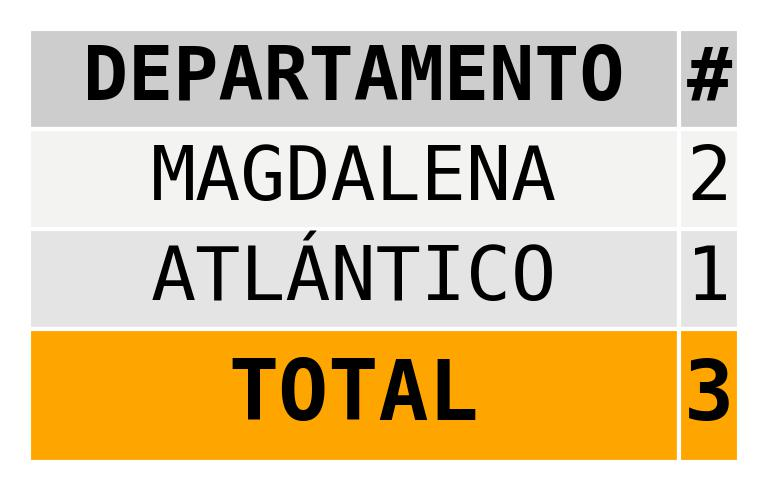 DEPARTAMENTO #
MAGDALENA 2
ATLÁNTICO 1
TOTAL 3